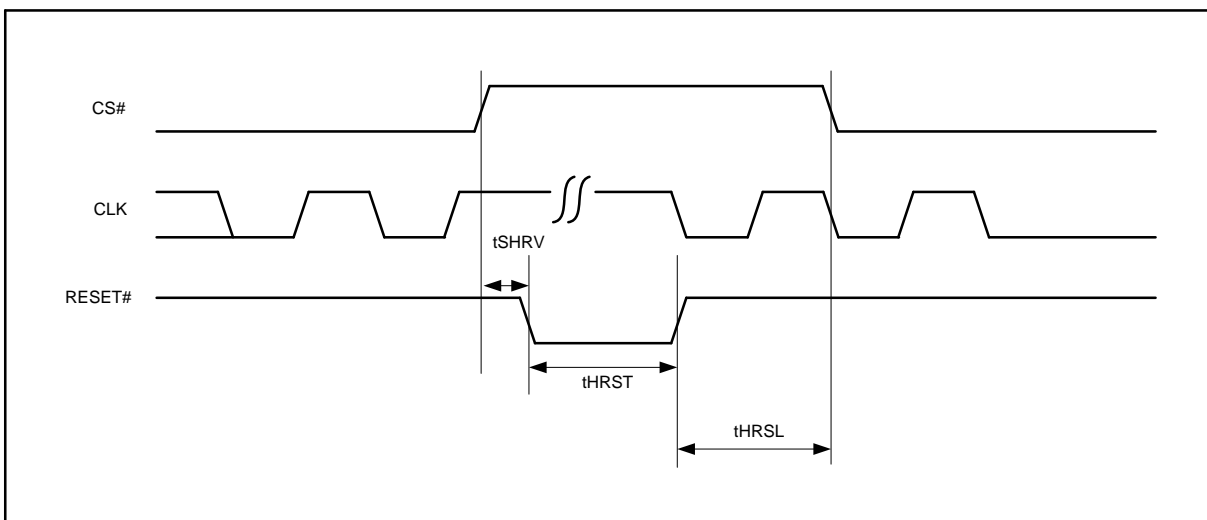 CS#
CLK
tSHRV
RESET#
tHRST
tHRSL